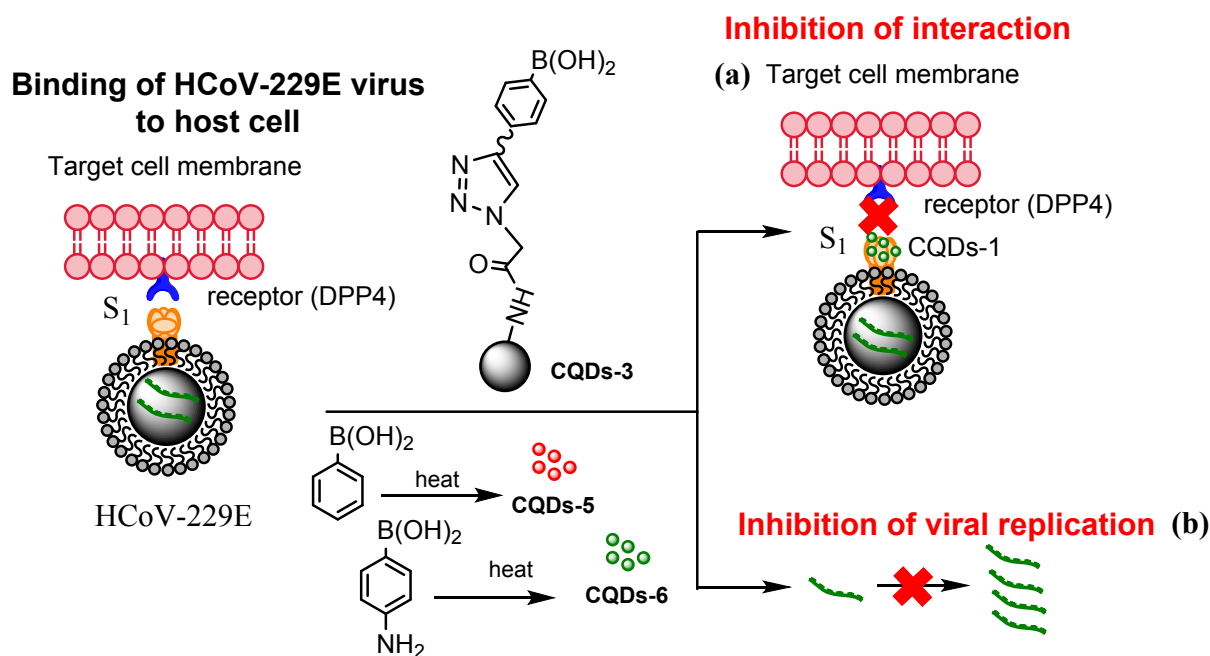 Binding of HCoV-229E virus
to host cell
Target cell membrane
receptor (DPP4)
S1
HCoV-229E
B(OH)2
N
N
N
O
HN
CQDs-3
B(OH)2
heat
CQDs-5
B(OH)2
heat
NH2
CQDs-6
Inhibition of interaction
(a) Target cell membrane
receptor (DPP4)
S1
CQDs-1
Inhibition of viral replication (b)